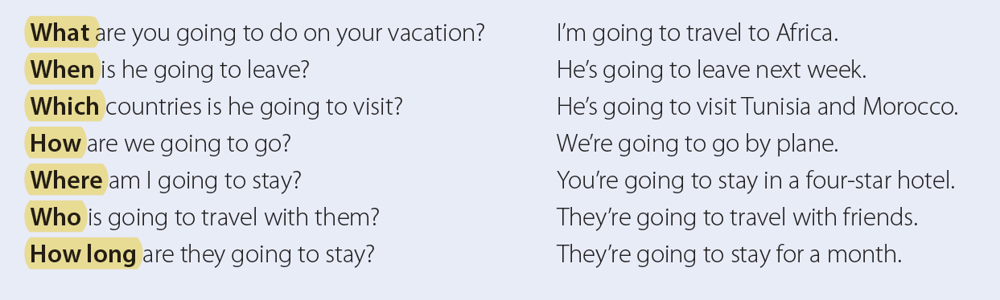 What are you going to do on your vacation? I'm going to travel to Africa.
When is he going to leave? He's going to leave next week.
Which countries is he going to visit? He's going to visit Tunisia and Morocco.
How are we going to go? We're going to go by plane.
Where am I going to stay? You're going to stay in a four-star hotel.
Who is going to travel with them? They're going to travel with friends.
How long are they going to stay? They're going to stay for a month.